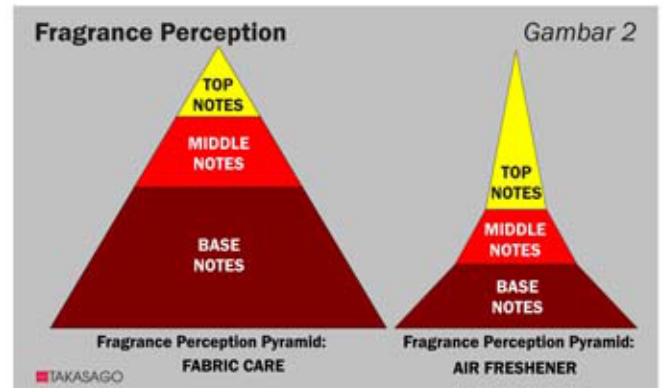 Fragrance Perception
Gambar 2
TOP
NOTES
MIDDLE
NOTES
BASE
NOTES
Fragrance Perception Pyramid:
FABRIC CARE
TOP
NOTES
MIDDLE
NOTES
BASE
NOTES
Fragrance Perception Pyramid:
AIR FRESHENER
TAKASAGO